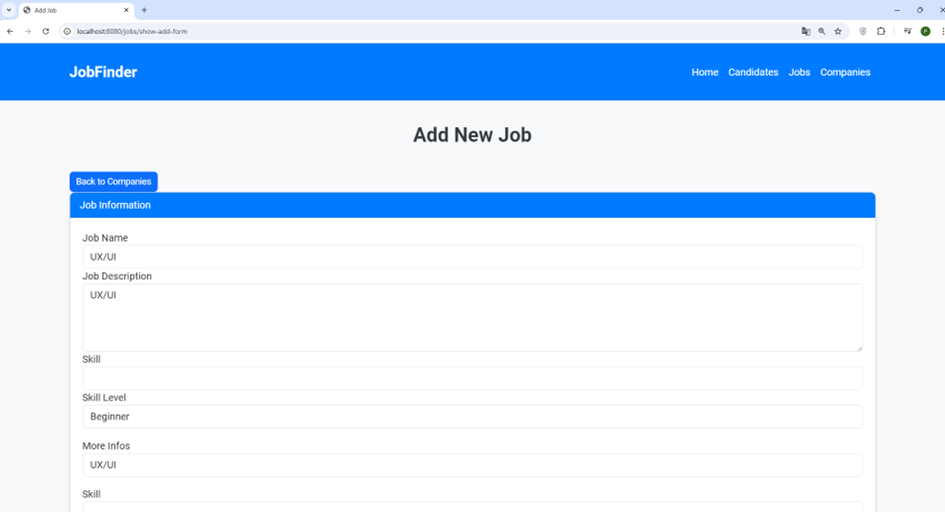 Add Job
localhost:8080/jobs/show-add-form
P
JobFinder
Home Candidates Jobs Companies
Add New Job
Back to Companies
Job Information
Job Name
UX/UI
Job Description
UX/UI
Skill
Skill Level
Beginner
More Infos
UX/UI
Skill